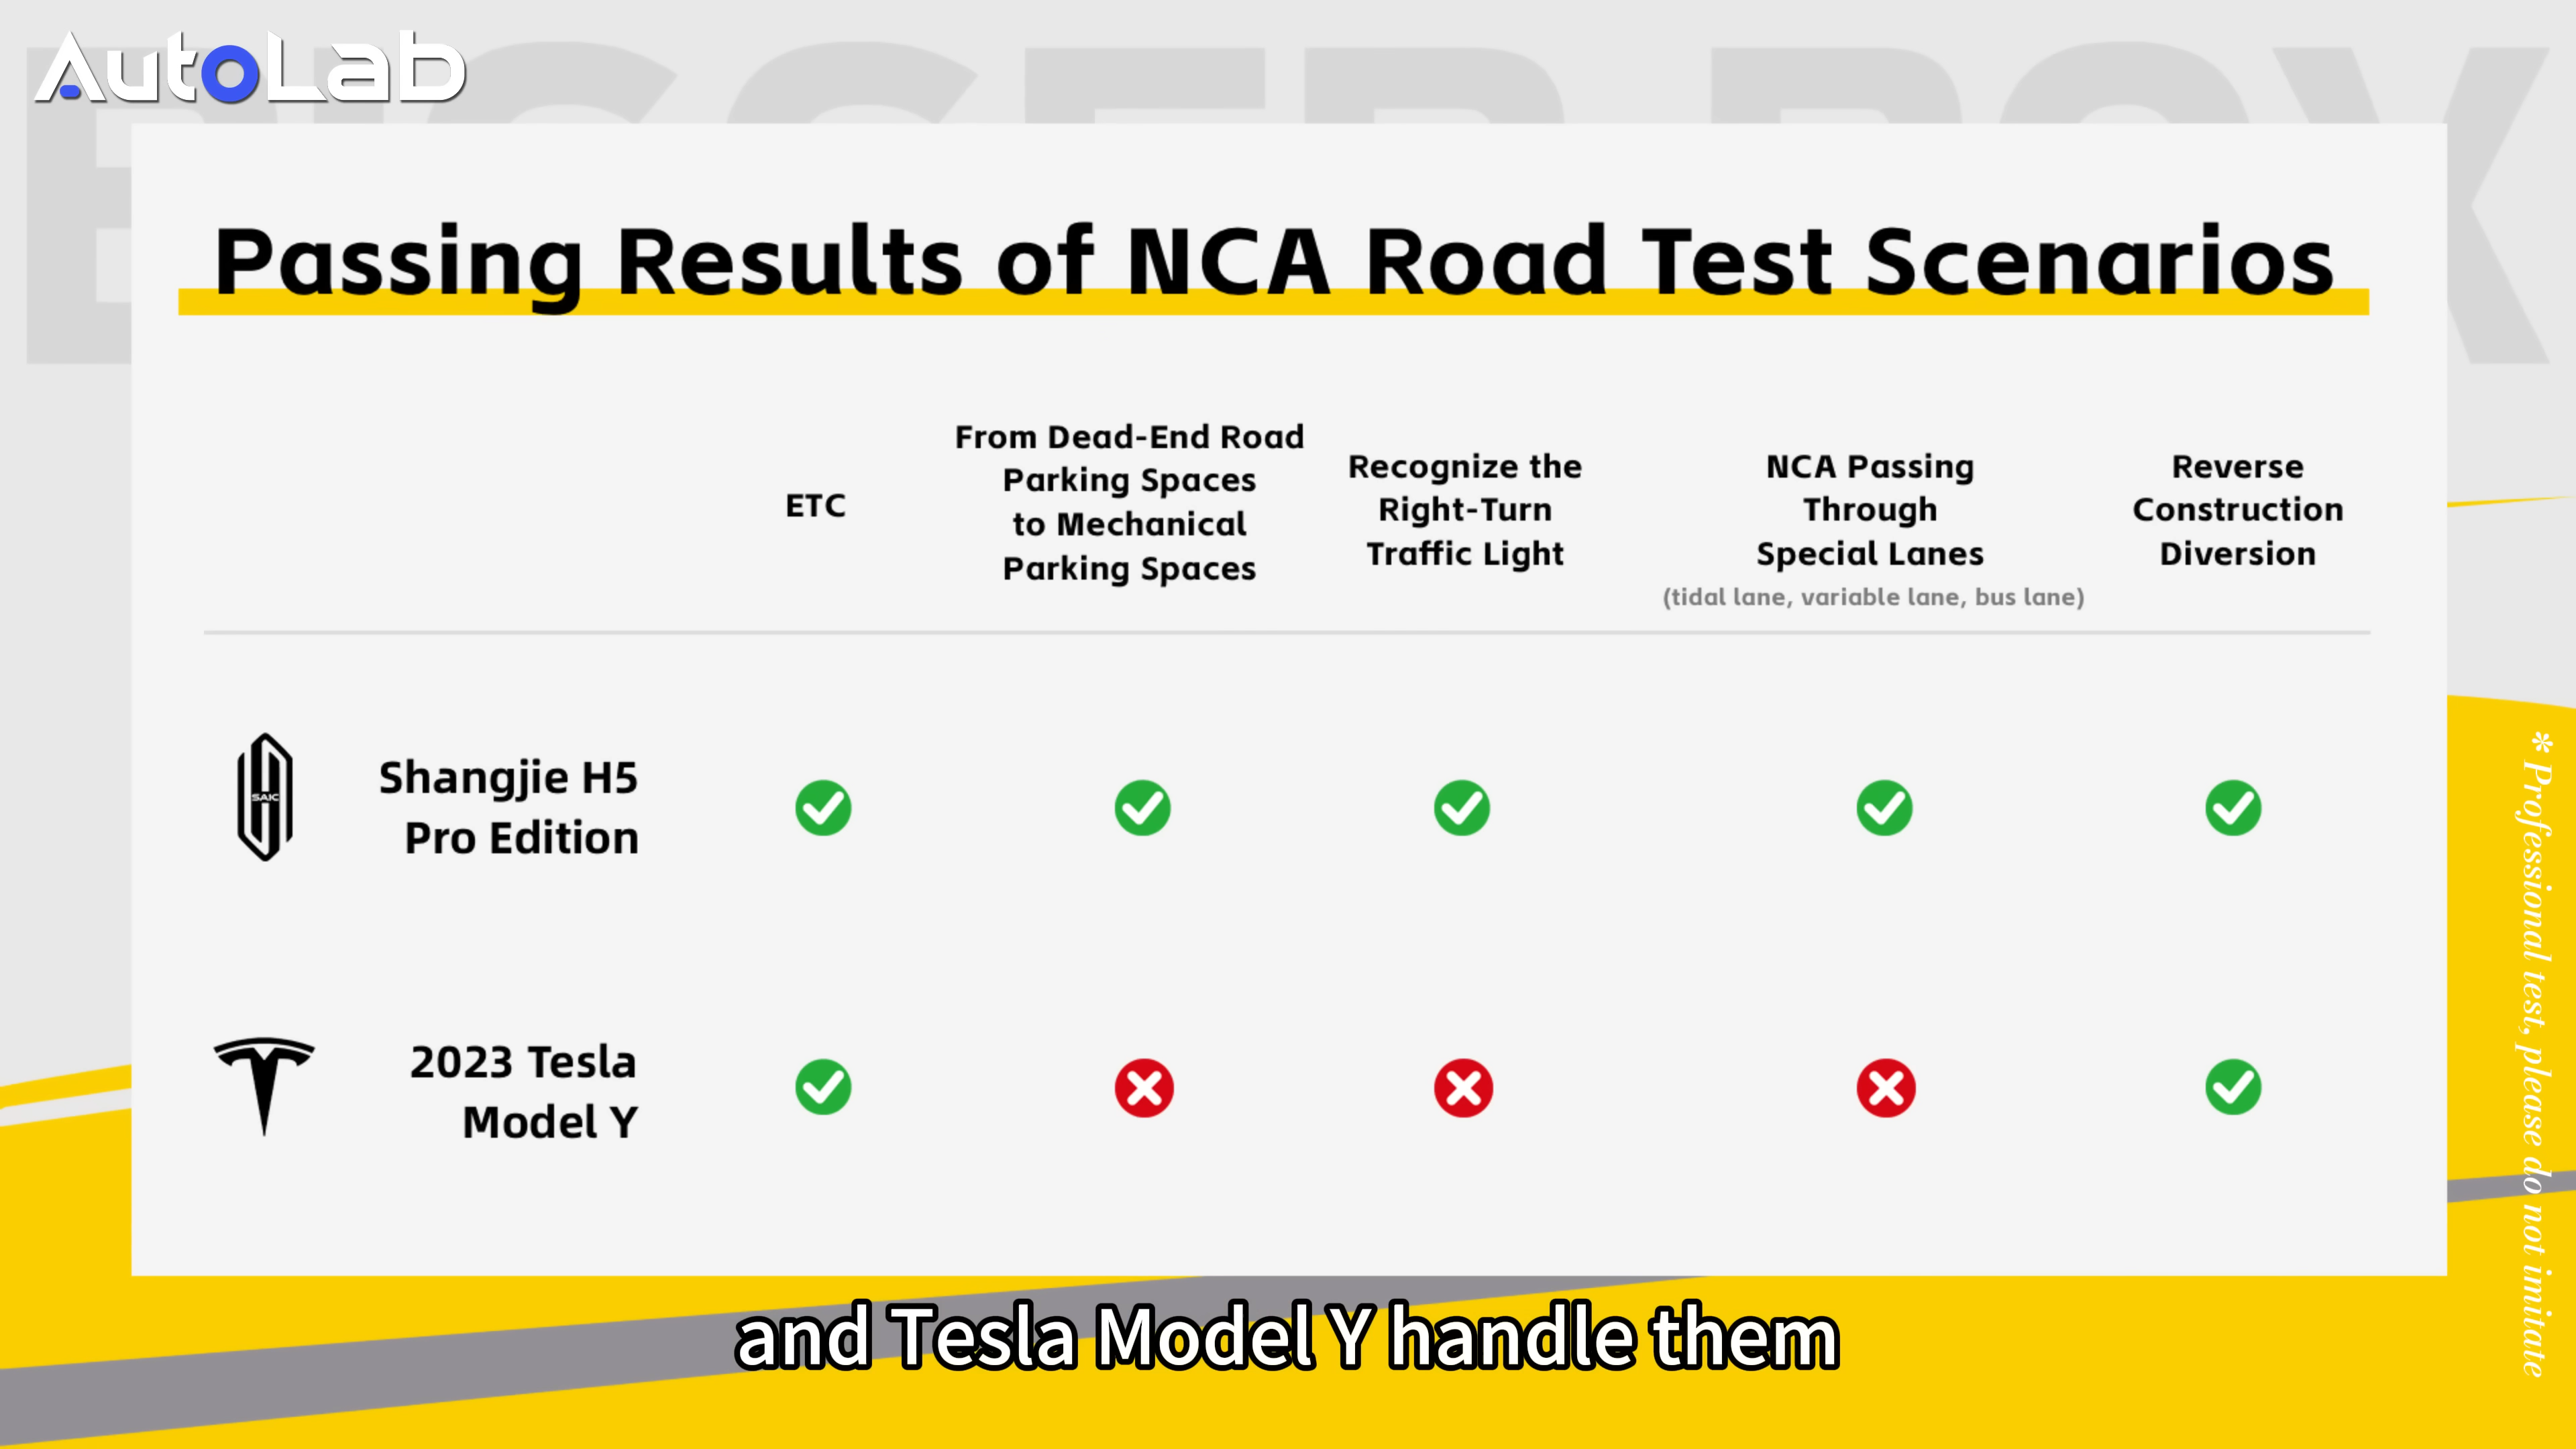 AutoLab
Passing Results of NCA Road Test Scenarios
ETC
From Dead-End Road
Parking Spaces
to Mechanical
Parking Spaces
Recognize the
Right-Turn
Traffic Light
NCA Passing
Through
Special Lanes
(tidal lane, variable lane, bus lane)
Reverse
Construction
Diversion
SAIC
Shangjie H5
Pro Edition
2023 Tesla
Model Y
* Professional test, please do not imitate
and Tesla Model Y handle them